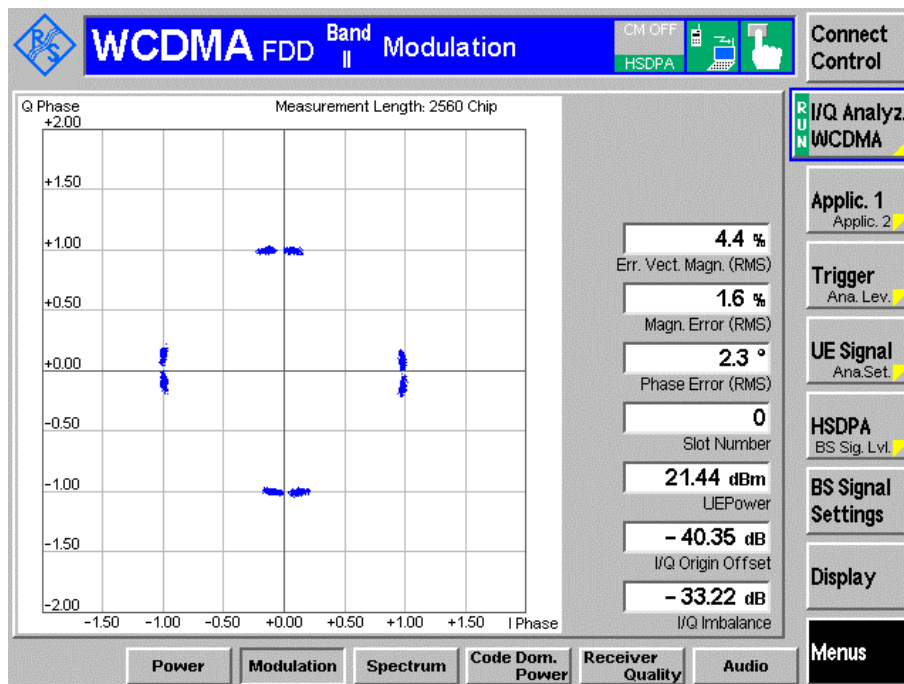 R&S
WCDMA FDD Band II Modulation
CM OFF
HSDPA
Connect Control
Q Phase
Measurement Length: 2560 Chip
+2.00
+1.50
+1.00
+0.50
+0.00
−0.50
−1.00
−1.50
−2.00
−1.50 −1.00 −0.50 +0.00 +0.50 +1.00 +1.50 I Phase
4.4 %
Err. Vect. Magn. (RMS)
1.6 %
Magn. Error (RMS)
2.3 °
Phase Error (RMS)
0
Slot Number
21.44 dBm
UEPower
− 40.35 dB
I/Q Origin Offset
− 33.22 dB
I/Q Imbalance
RUN
I/Q Analyz.
WCDMA
Applic. 1
Applic. 2
Trigger
Ana. Lev.
UE Signal
Ana.Set.
HSDPA
BS Sig. Lvl.
BS Signal
Settings
Display
Menus
Power
Modulation
Spectrum
Code Dom.
Power
Receiver
Quality
Audio